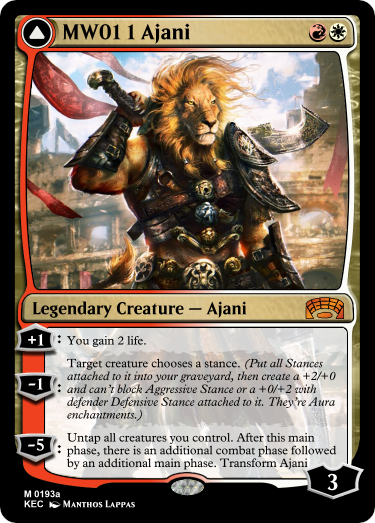 MW01 1 Ajani
Legendary Creature — Ajani
+1: You gain 2 life.
Target creature chooses a stance. (Put all Stances
attached to it into your graveyard, then create a +2/+0
-1: and can't block Aggressive Stance or a +0/+2 with
defender Defensive Stance attached to it. They're Aura
enchantments.)
Untap all creatures you control. After this main
-5: phase, there is an additional combat phase followed
by an additional main phase. Transform Ajani
3
M 0193a
KEC Manthos Lappas